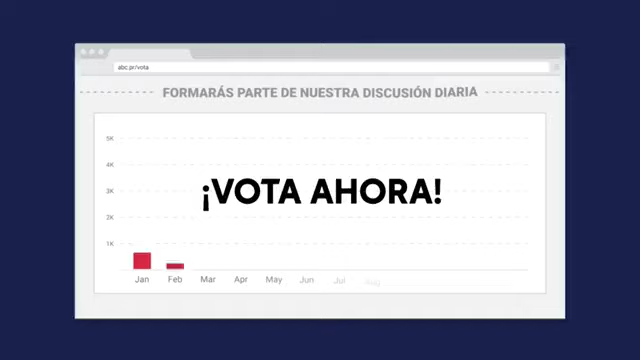 abc.pr/vota
FORMARÁS PARTE DE NUESTRA DISCUSIÓN DIARIA
5K
4K
¡VOTA AHORA!
3K
2K
1K
Jan Feb Mar Apr May Jun Jul Aug